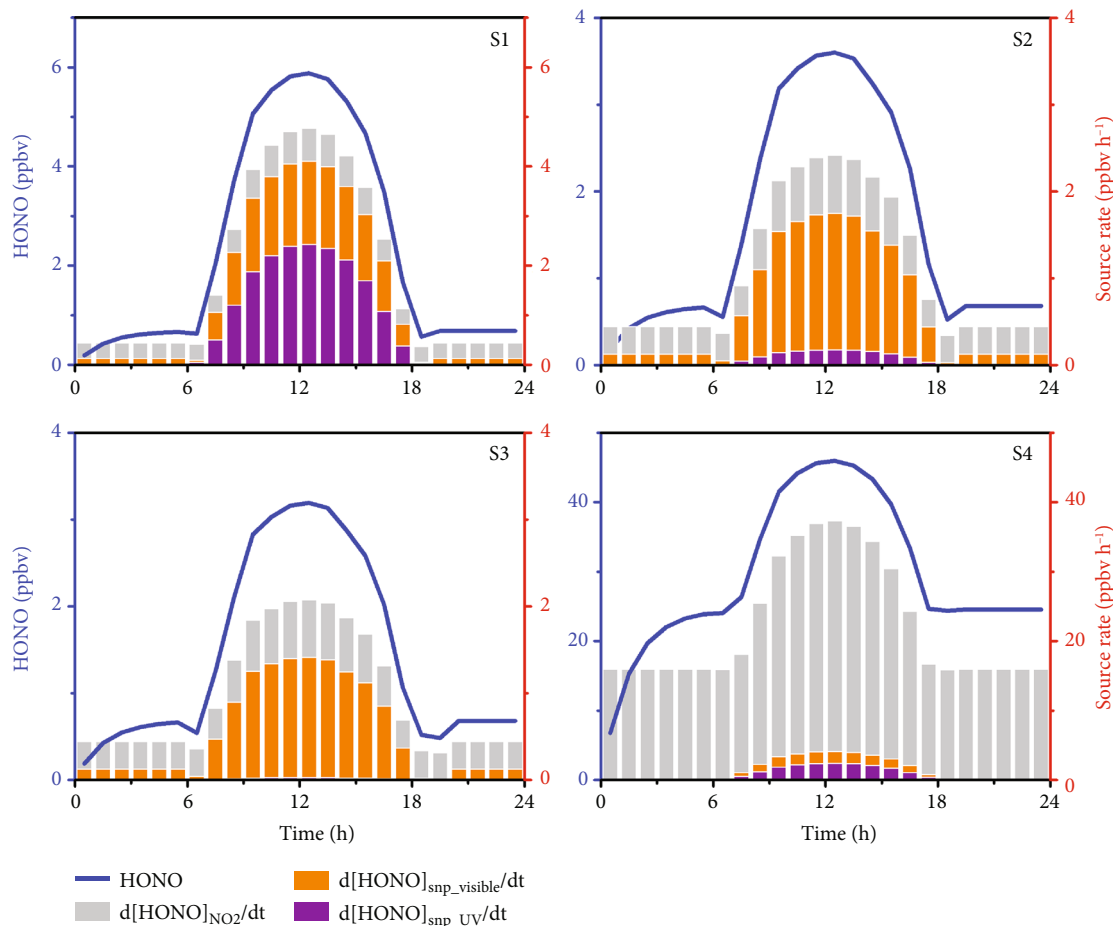 S1
HONO (ppbv)
6
4
2
0
6
4
2
0
0 6 12 18 24
S2
4
2
0
4
2
0
Source rate (ppbv h⁻¹)
0 6 12 18 24
S3
HONO (ppbv)
4
2
0
4
2
0
0 6 12 18 24
Time (h)
S4
40
20
0
40
20
0
Source rate (ppbv h⁻¹)
0 6 12 18 24
Time (h)
HONO d[HONO]snp_visible/dt
d[HONO]NO2/dt d[HONO]snp_UV/dt